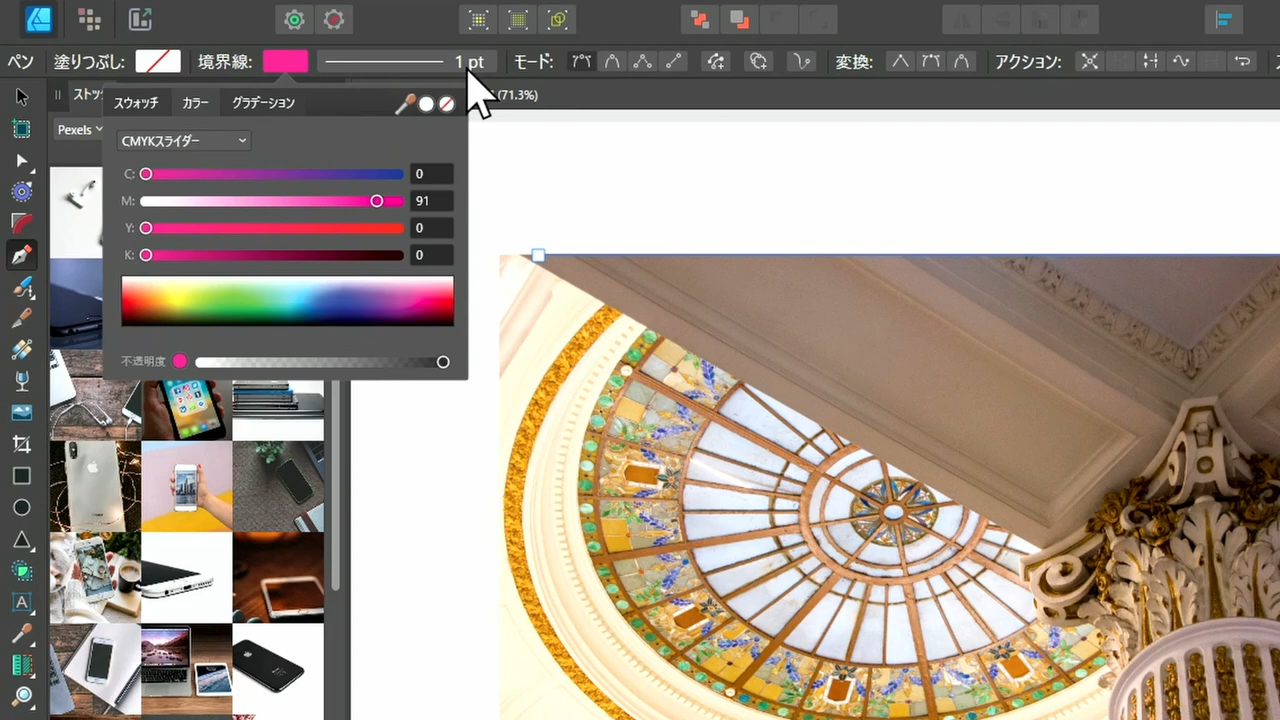 ペン 塗りつぶし: 境界線: 1 pt モード: 変換: アクション:
ストッ
(71.3%)
スウォッチ カラー グラデーション
Pexels
CMYKスライダー
C: 0
M: 91
Y: 0
K: 0
不透明度